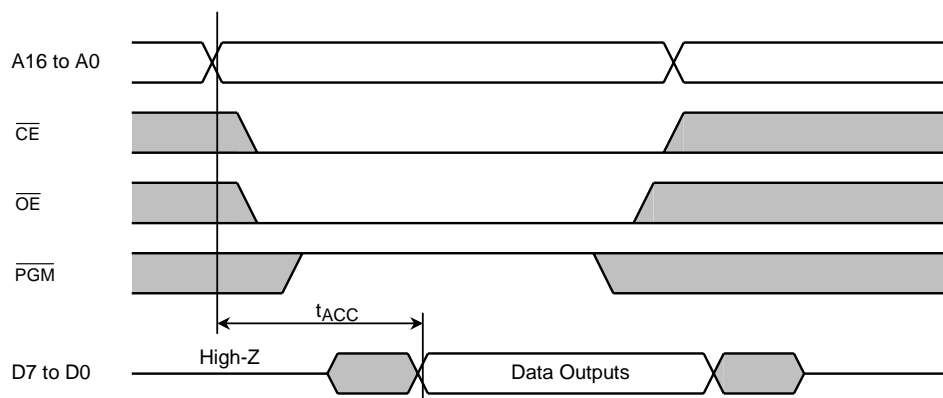 A16 to A0
CE
OE
PGM
tACC
High-Z
D7 to D0
Data Outputs